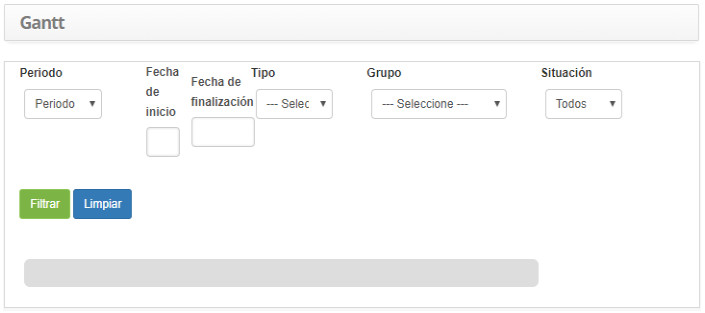 Gantt
Periodo
Fecha
de
inicio
Fecha de
finalización
Tipo
Grupo
Situación
Periodo
--- Selec
--- Seleccione ---
Todos
Filtrar
Limpiar